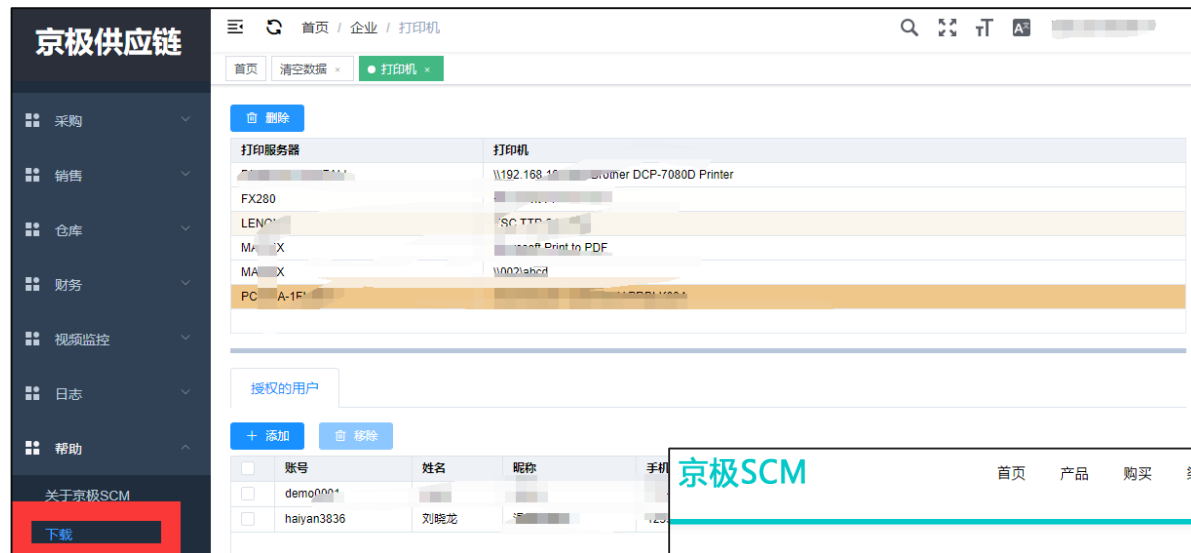 京极供应链
首页 / 企业 / 打印机
首页 清空数据 × 打印机 ×
采购
销售
仓库
财务
视频监控
日志
帮助
关于京极SCM
下载
删除
打印服务器 打印机
\\192.168. DCP-7080D Printer
FX280
Print to PDF
\\002\abcd
授权的用户
+ 添加 移除
账号 姓名 昵称 手机
demo0001
haiyan3836 刘晓龙
京极SCM
首页 产品 购买